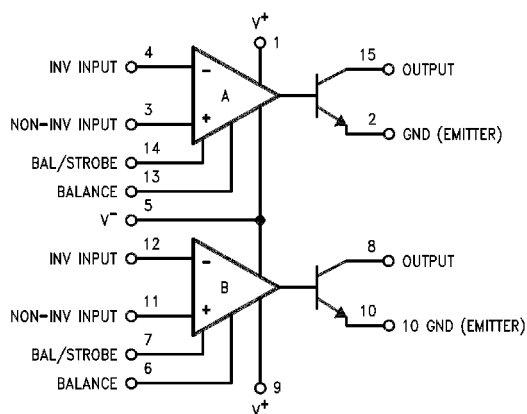 V+
1
4
INV INPUT
-
15
OUTPUT
A
3
NON-INV INPUT
+
2
GND (EMITTER)
14
BAL/STROBE
13
BALANCE
5
V-
12
INV INPUT
-
8
OUTPUT
B
11
NON-INV INPUT
+
10
10 GND (EMITTER)
7
BAL/STROBE
6
BALANCE
9
V+